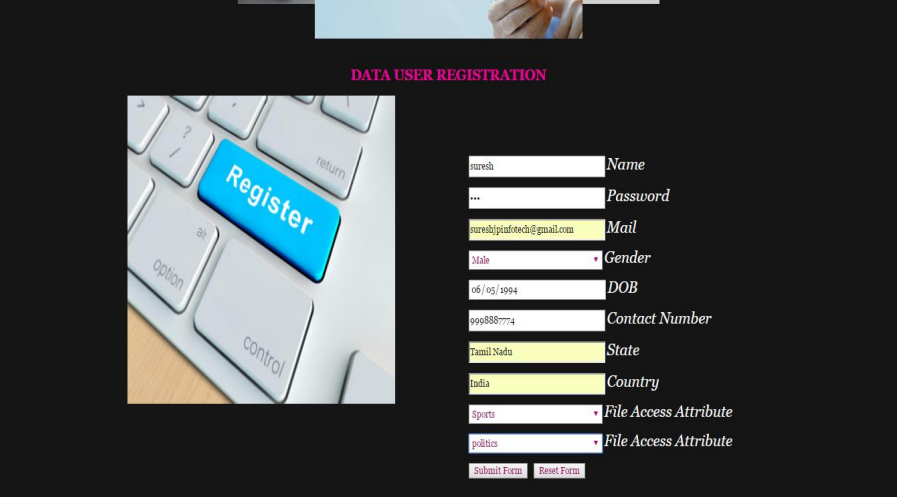 DATA USER REGISTRATION
?
/
return
Register
alt
option
control
suresh Name
••• Password
sureshjpinfotech@gmail.com Mail
Male Gender
06/05/1994 DOB
9998887774 Contact Number
Tamil Nadu State
India Country
Sports File Access Attribute
politics File Access Attribute
Submit Form Reset Form